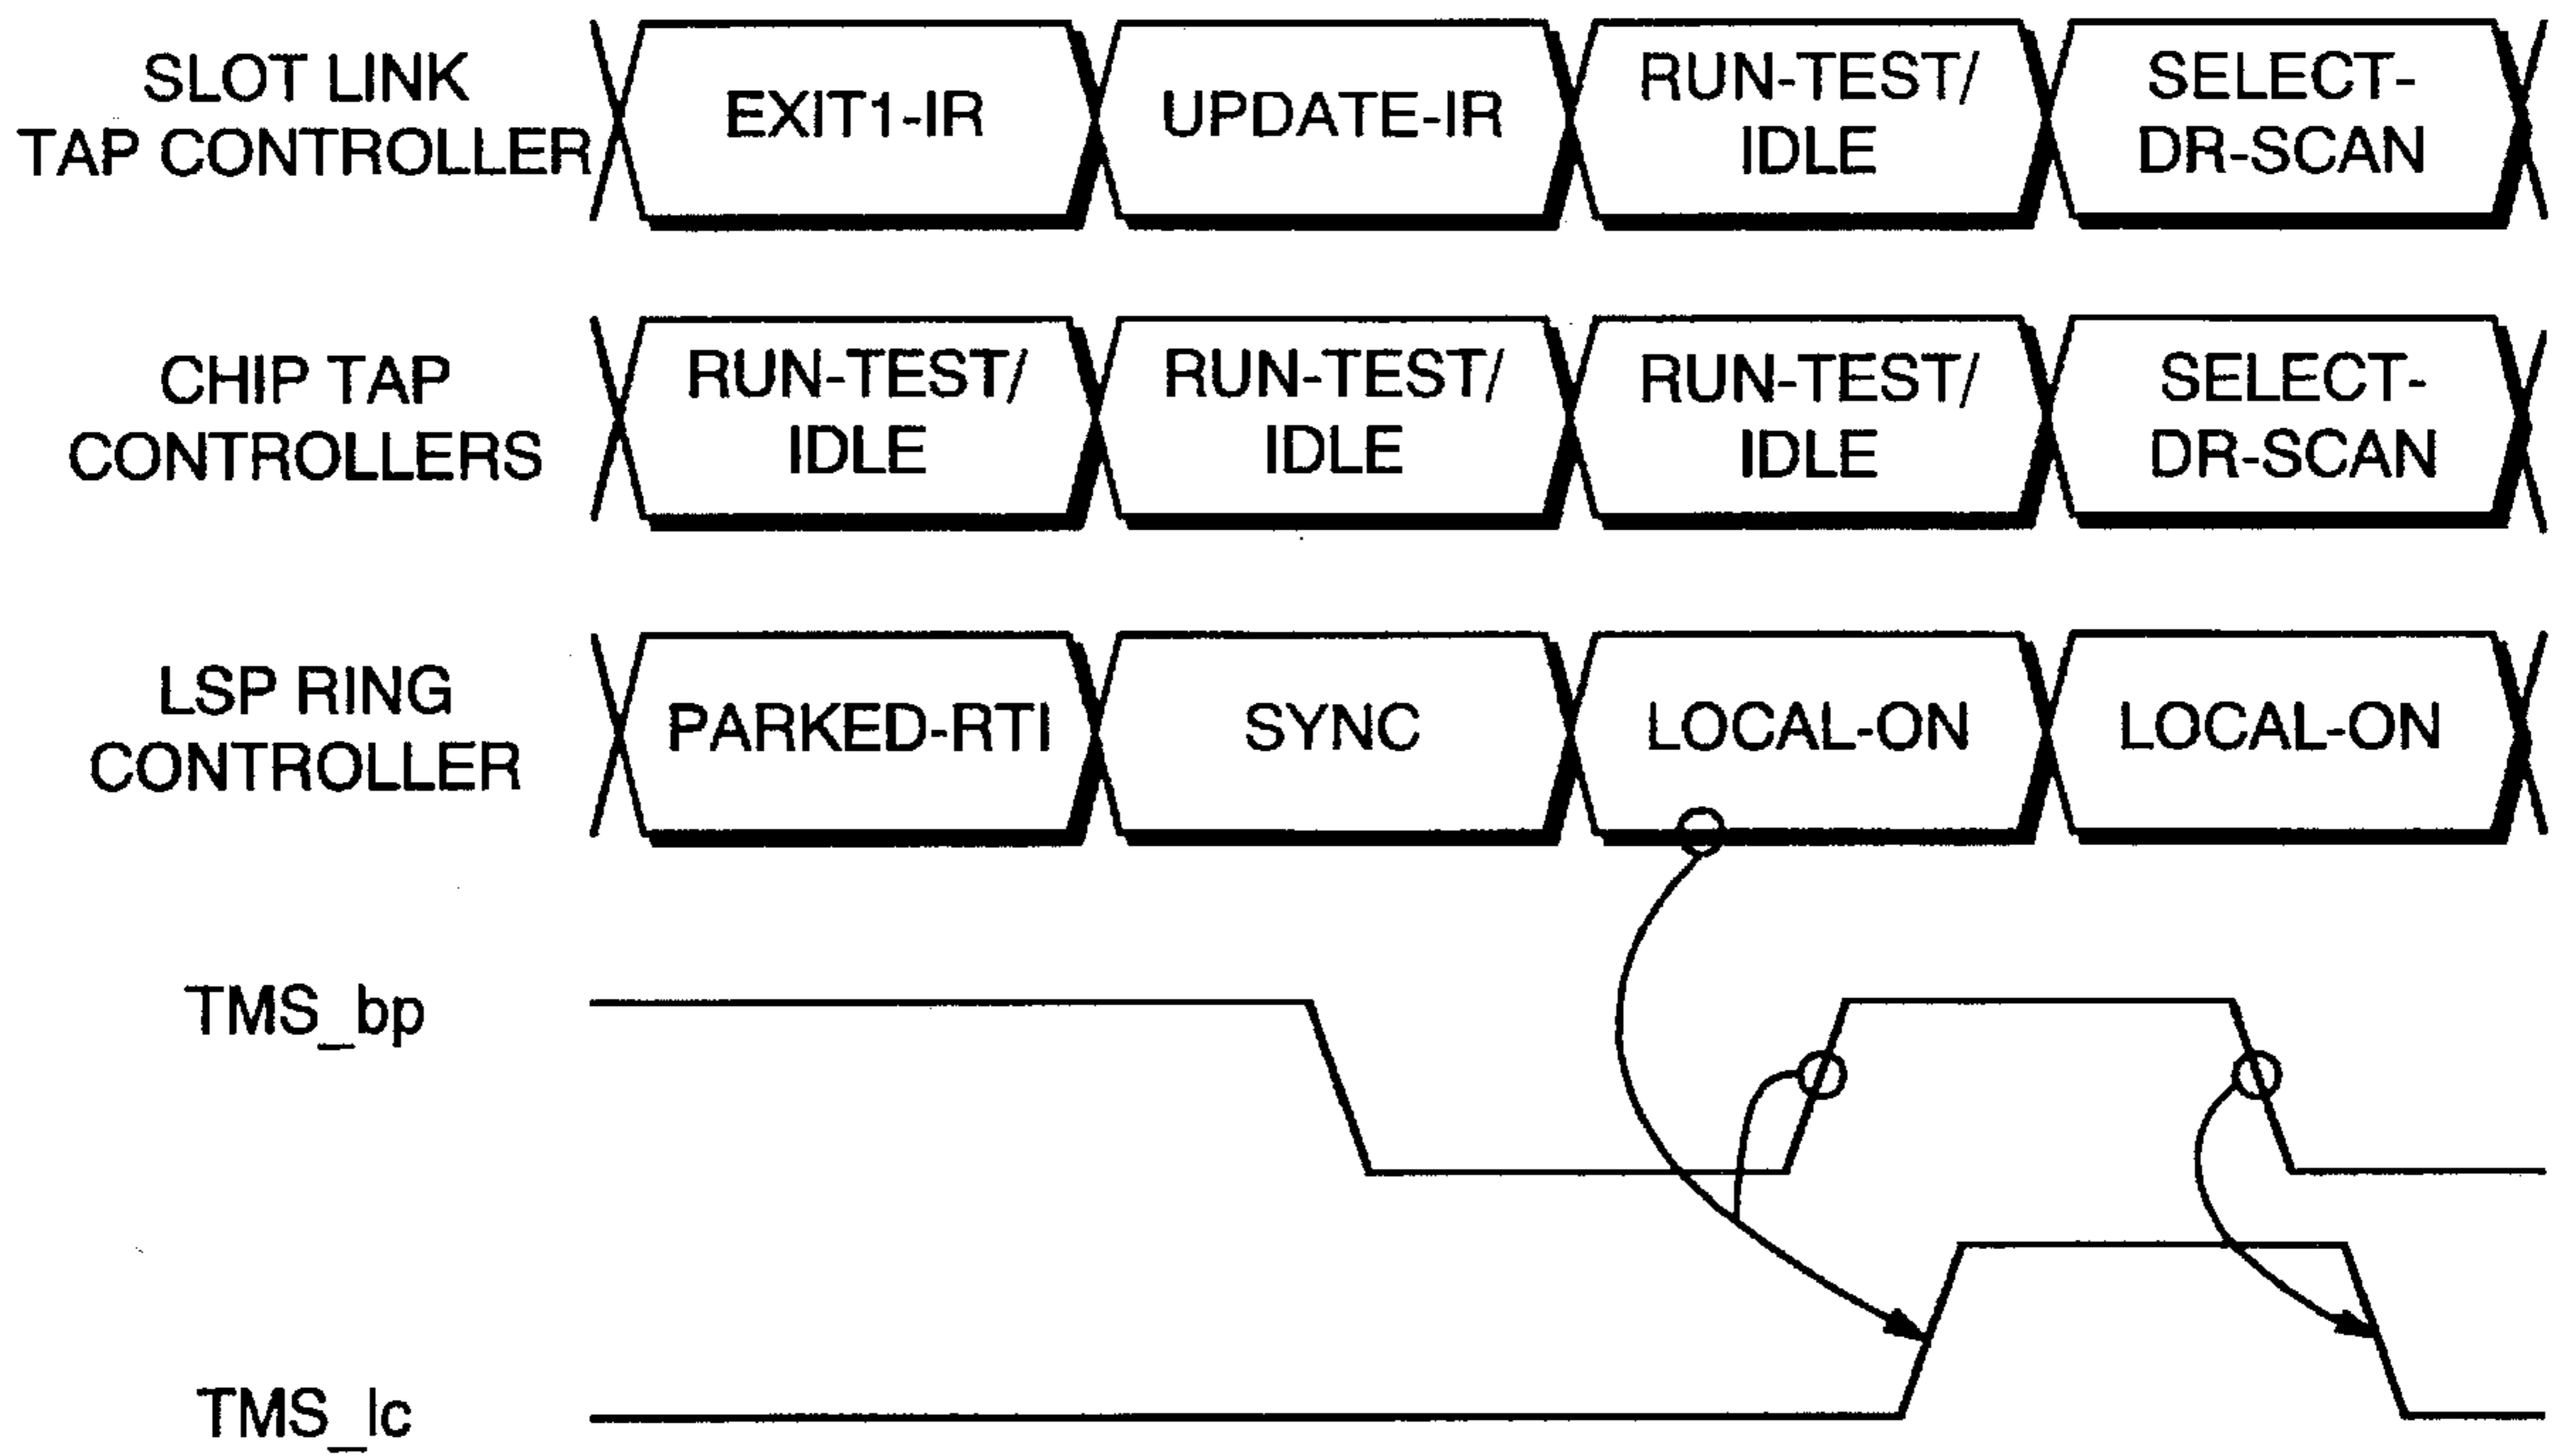 SLOT LINK
TAP CONTROLLER
EXIT1-IR
UPDATE-IR
RUN-TEST/
IDLE
SELECT-
DR-SCAN
CHIP TAP
CONTROLLERS
RUN-TEST/
IDLE
RUN-TEST/
IDLE
RUN-TEST/
IDLE
SELECT-
DR-SCAN
LSP RING
CONTROLLER
PARKED-RTI
SYNC
LOCAL-ON
LOCAL-ON
TMS_bp
TMS_lc